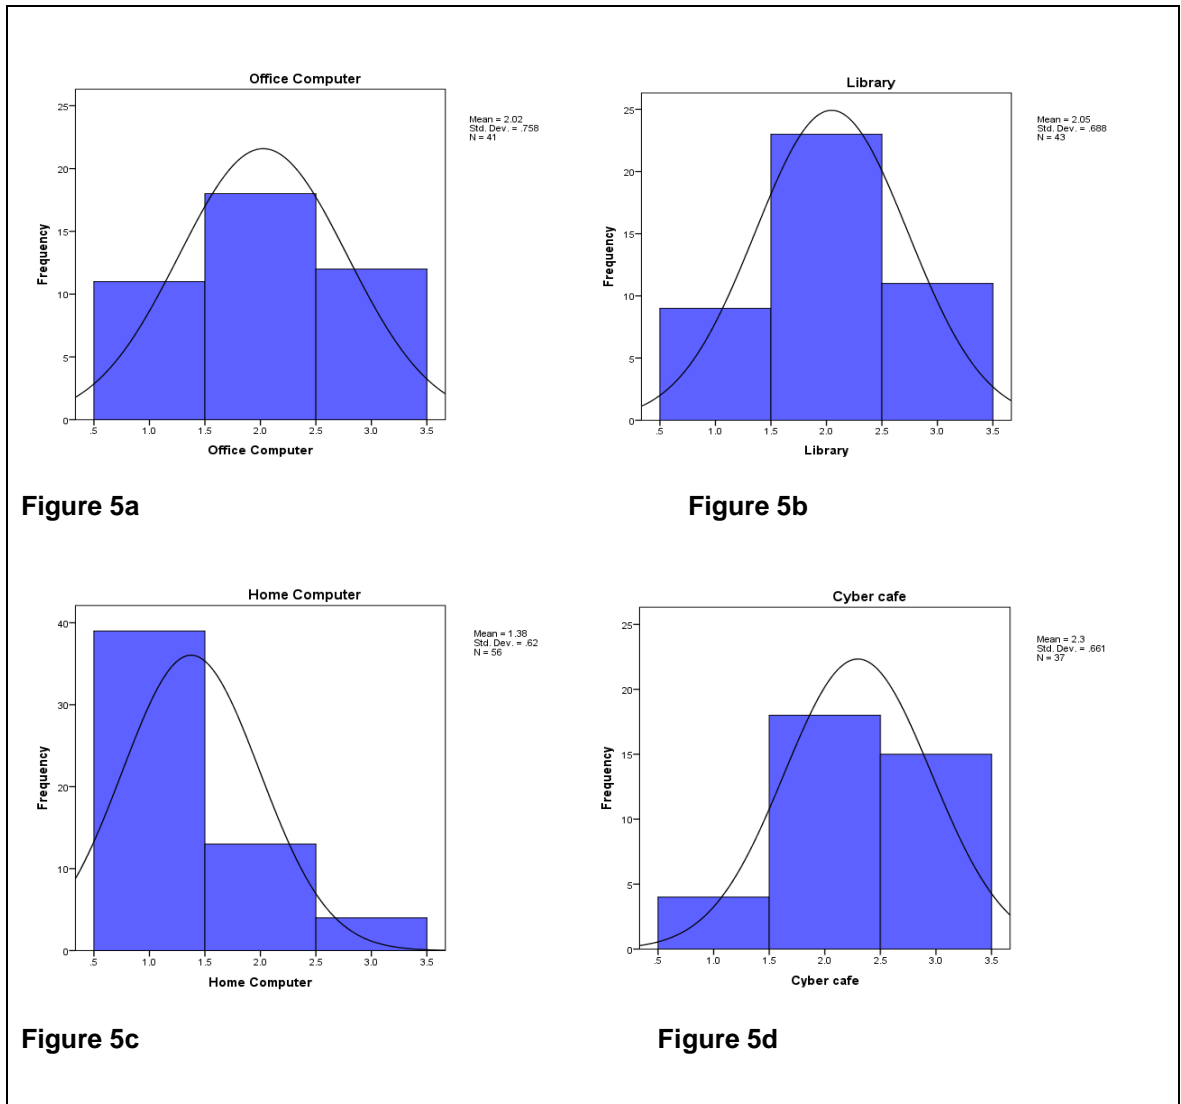 Office Computer
25
20
15
10
5
0
Frequency
.5 1.0 1.5 2.0 2.5 3.0 3.5
Office Computer
Mean = 2.02
Std. Dev. = .758
N = 41
Figure 5a
Library
25
20
15
10
5
0
Frequency
.5 1.0 1.5 2.0 2.5 3.0 3.5
Library
Mean = 2.05
Std. Dev. = .688
N = 43
Figure 5b
Home Computer
40
30
20
10
0
Frequency
.5 1.0 1.5 2.0 2.5 3.0 3.5
Home Computer
Mean = 1.38
Std. Dev. = .62
N = 56
Figure 5c
Cyber cafe
25
20
15
10
5
0
Frequency
.5 1.0 1.5 2.0 2.5 3.0 3.5
Cyber cafe
Mean = 2.3
Std. Dev. = .661
N = 37
Figure 5d